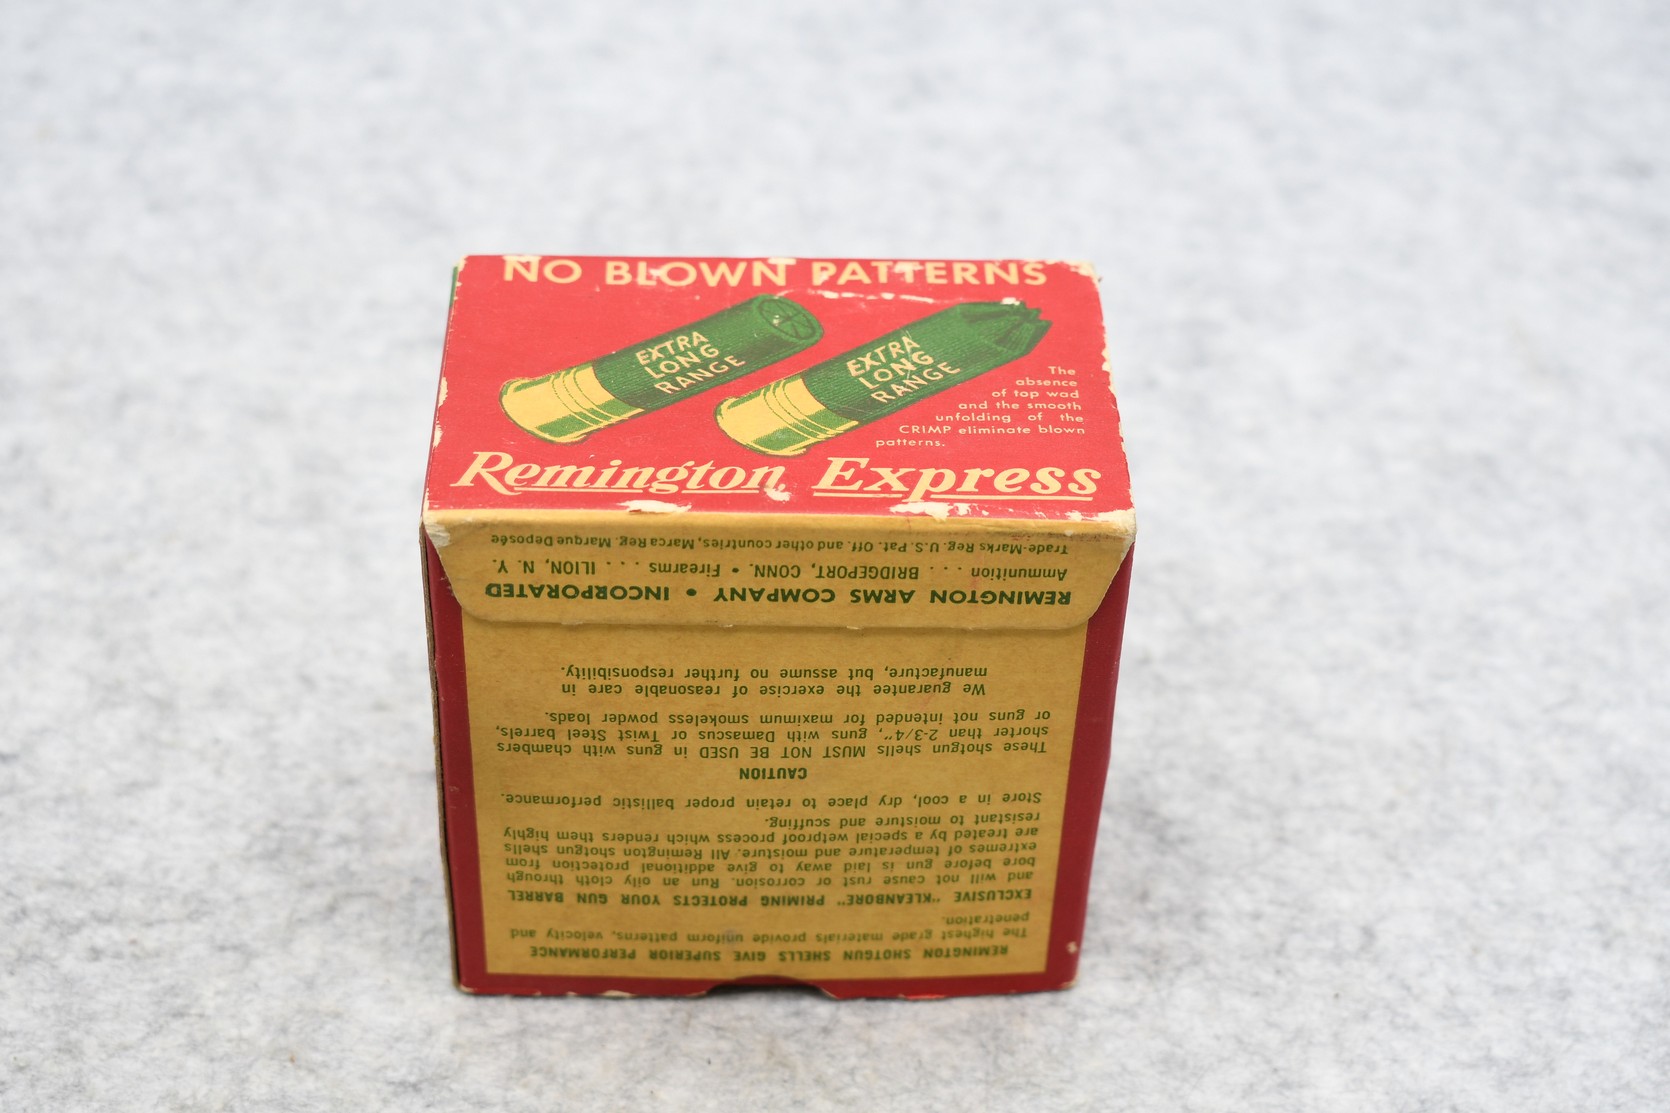 NO BLOWN PATTERNS
EXTRA
LONG
RANGE
EXTRA
LONG
RANGE
The
absence
of top wad
and the smooth
unfolding of the
CRIMP eliminate blown
patterns.
Remington Express
REMINGTON ARMS COMPANY • INCORPORATED
Ammunition .... BRIDGEPORT, CONN. • Firearms .... ILION, N. Y.
Trade-Marks Reg. U.S. Pat. Off. and other countries, Marca Reg. Marque Deposée
REMINGTON SHOTGUN SHELLS GIVE SUPERIOR PERFORMANCE
The highest grade materials provide uniform patterns, velocity and
penetration.
EXCLUSIVE "KLEANBORE" PRIMING PROTECTS YOUR GUN BARREL
and will not cause rust or corrosion. Run an oily cloth through
bore before gun is laid away to give additional protection from
extremes of temperature and moisture. All Remington shotgun shells
are treated by a special wetproof process which renders them highly
resistant to moisture and scuffing.
Store in a cool, dry place to retain proper ballistic performance.
CAUTION
These shotgun shells MUST NOT BE USED in guns with chambers
shorter than 2-3/4", guns with Damascus or Twist Steel barrels,
or guns not intended for maximum smokeless powder loads.
We guarantee the exercise of reasonable care in
manufacture, but assume no further responsibility.